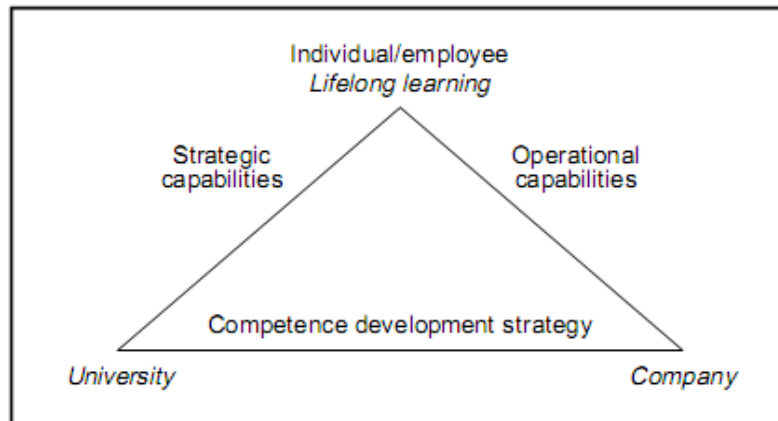 Individual/employee
Lifelong learning
Strategic
capabilities
Operational
capabilities
Competence development strategy
University
Company